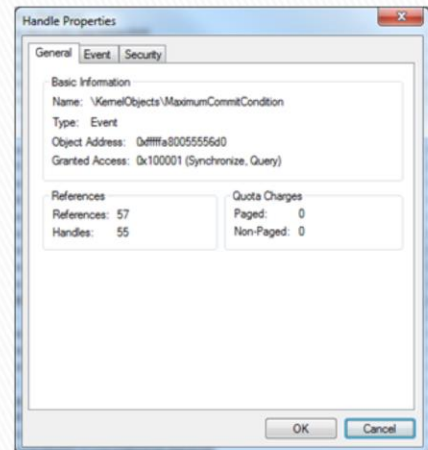 Handle Properties
General Event Security
Basic Information
Name: \KernelObjects\MaximumCommitCondition
Type: Event
Object Address: 0xfffffa80055556d0
Granted Access: 0x100001 (Synchronize, Query)
References
References: 57
Handles: 55
Quota Charges
Paged: 0
Non-Paged: 0
OK Cancel